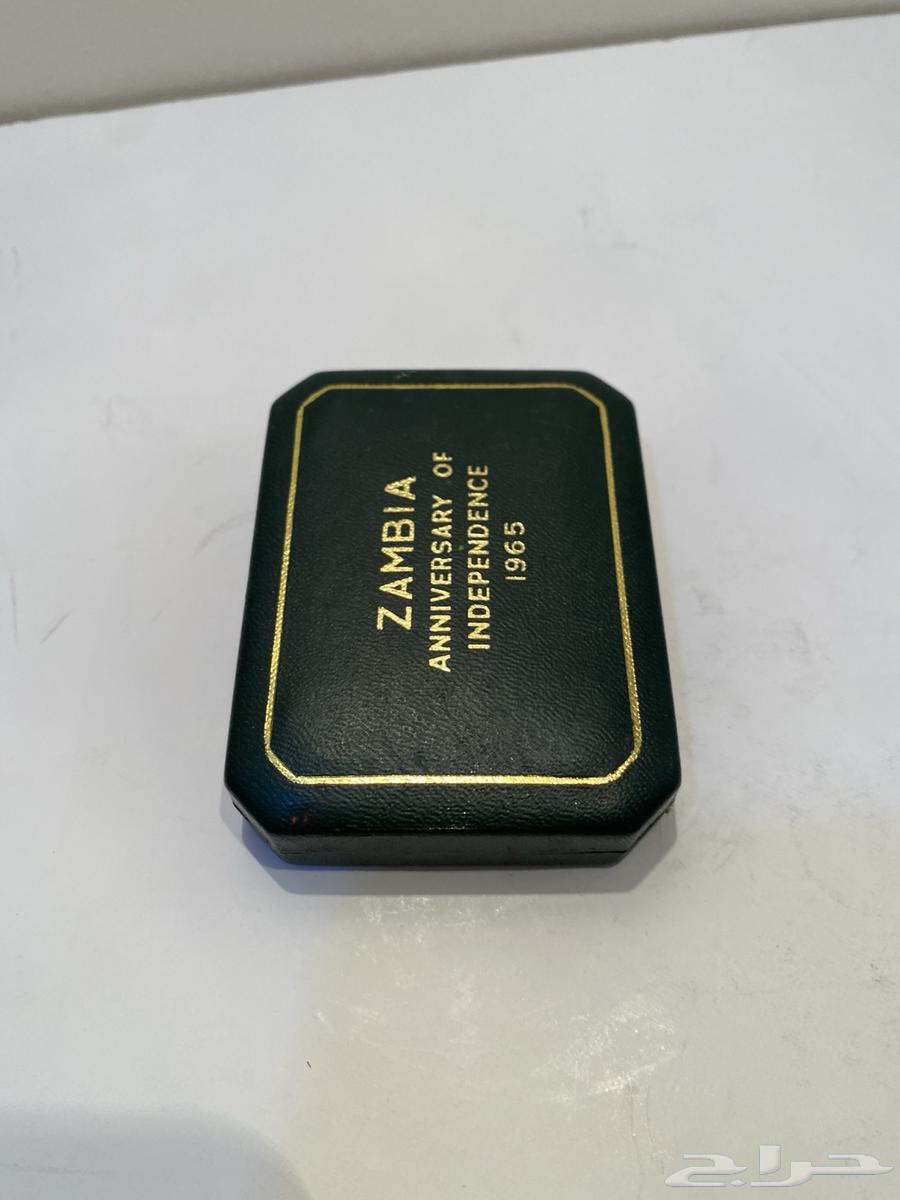 ZAMBIA
ANNIVERSARY OF
INDEPENDENCE
1965
حراج